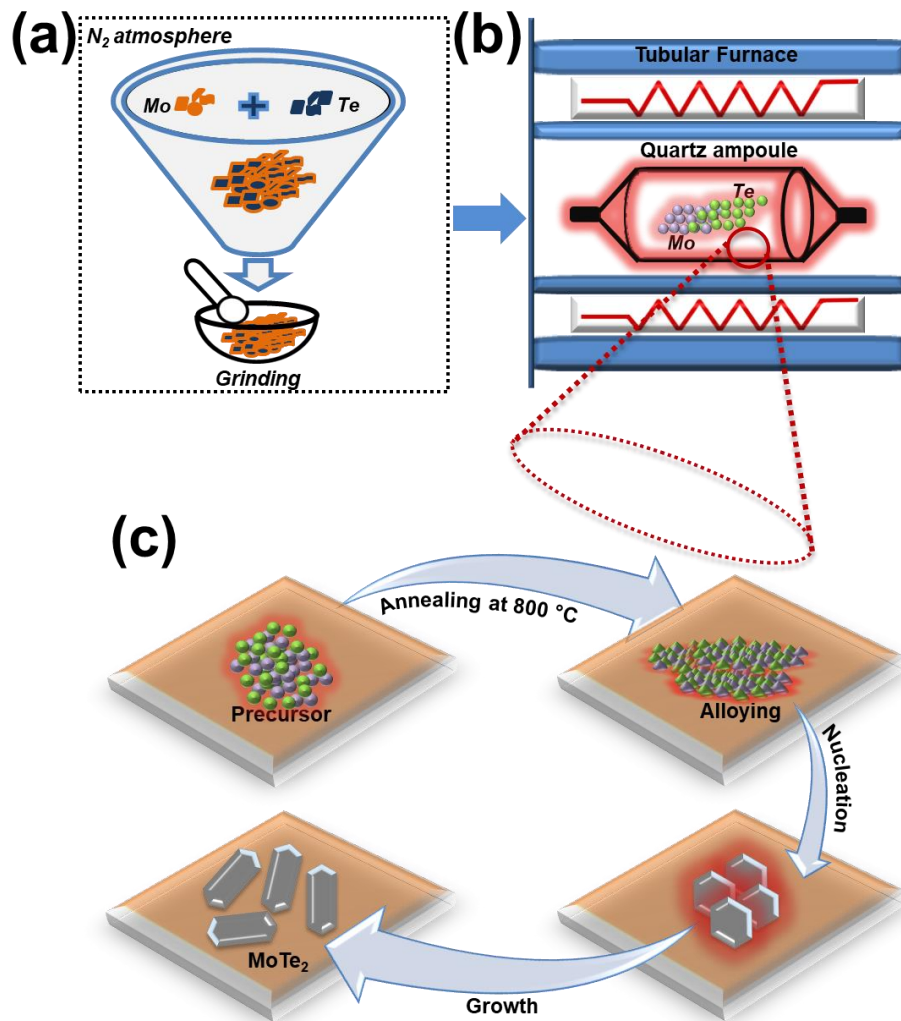 (a)
N₂ atmosphere
Mo
Te
Grinding
(b)
Tubular Furnace
Quartz ampoule
Te
Mo
(c)
Annealing at 800 °C
Precursor
Alloying
Nucleation
MoTe₂
Growth